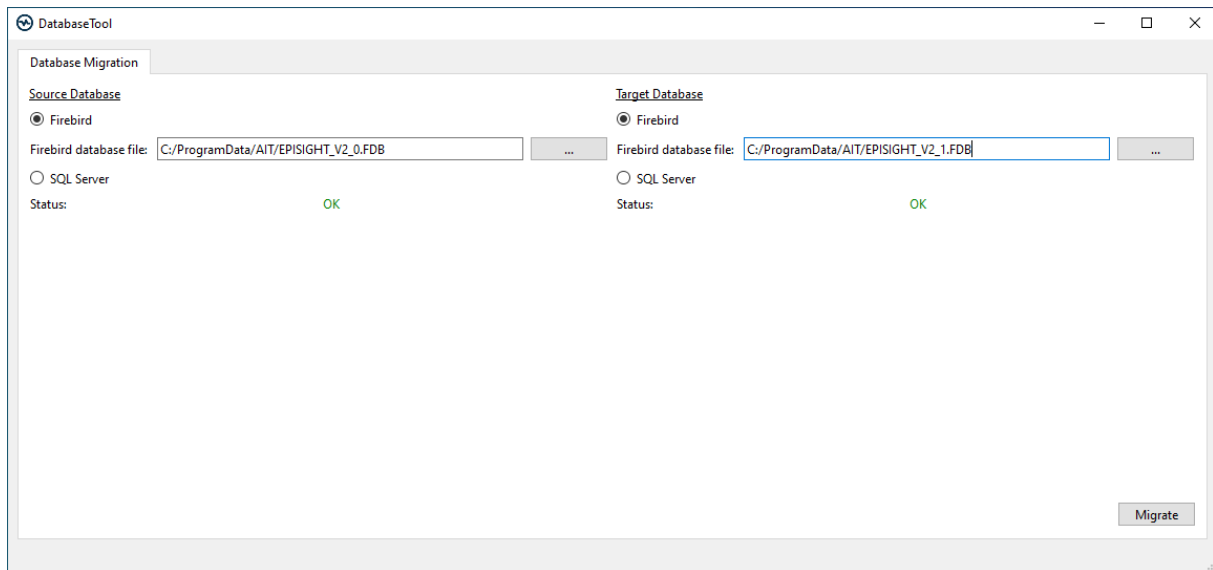 DatabaseTool
Database Migration
Source Database
Firebird
Firebird database file: C:/ProgramData/AIT/EPISIGHT_V2_0.FDB ...
SQL Server
Status: OK
Target Database
Firebird
Firebird database file: C:/ProgramData/AIT/EPISIGHT_V2_1.FDB ...
SQL Server
Status: OK
Migrate